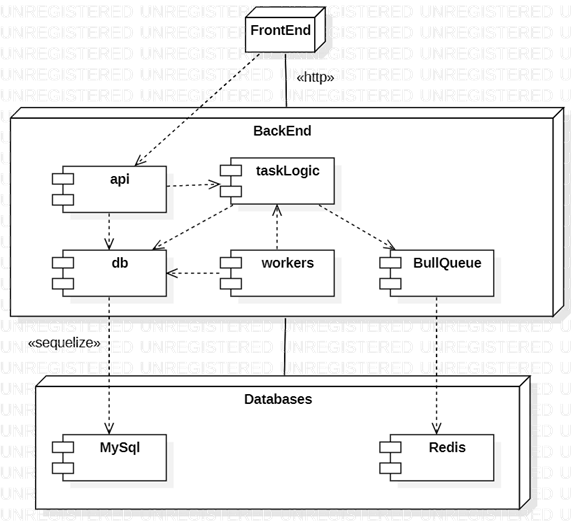 UNREGISTERED UNREGISTERED UNREGISTERED UNREGISTERED UNREGISTERED
FrontEnd
«http»
BackEnd
api
taskLogic
db
workers
BullQueue
«sequelize»
Databases
MySql
Redis